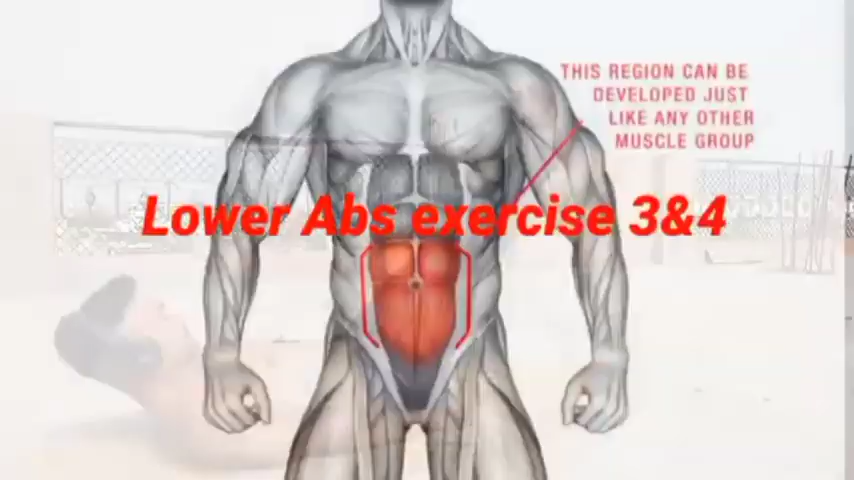 THIS REGION CAN BE
DEVELOPED JUST
LIKE ANY OTHER
MUSCLE GROUP
Lower Abs exercise 3&4